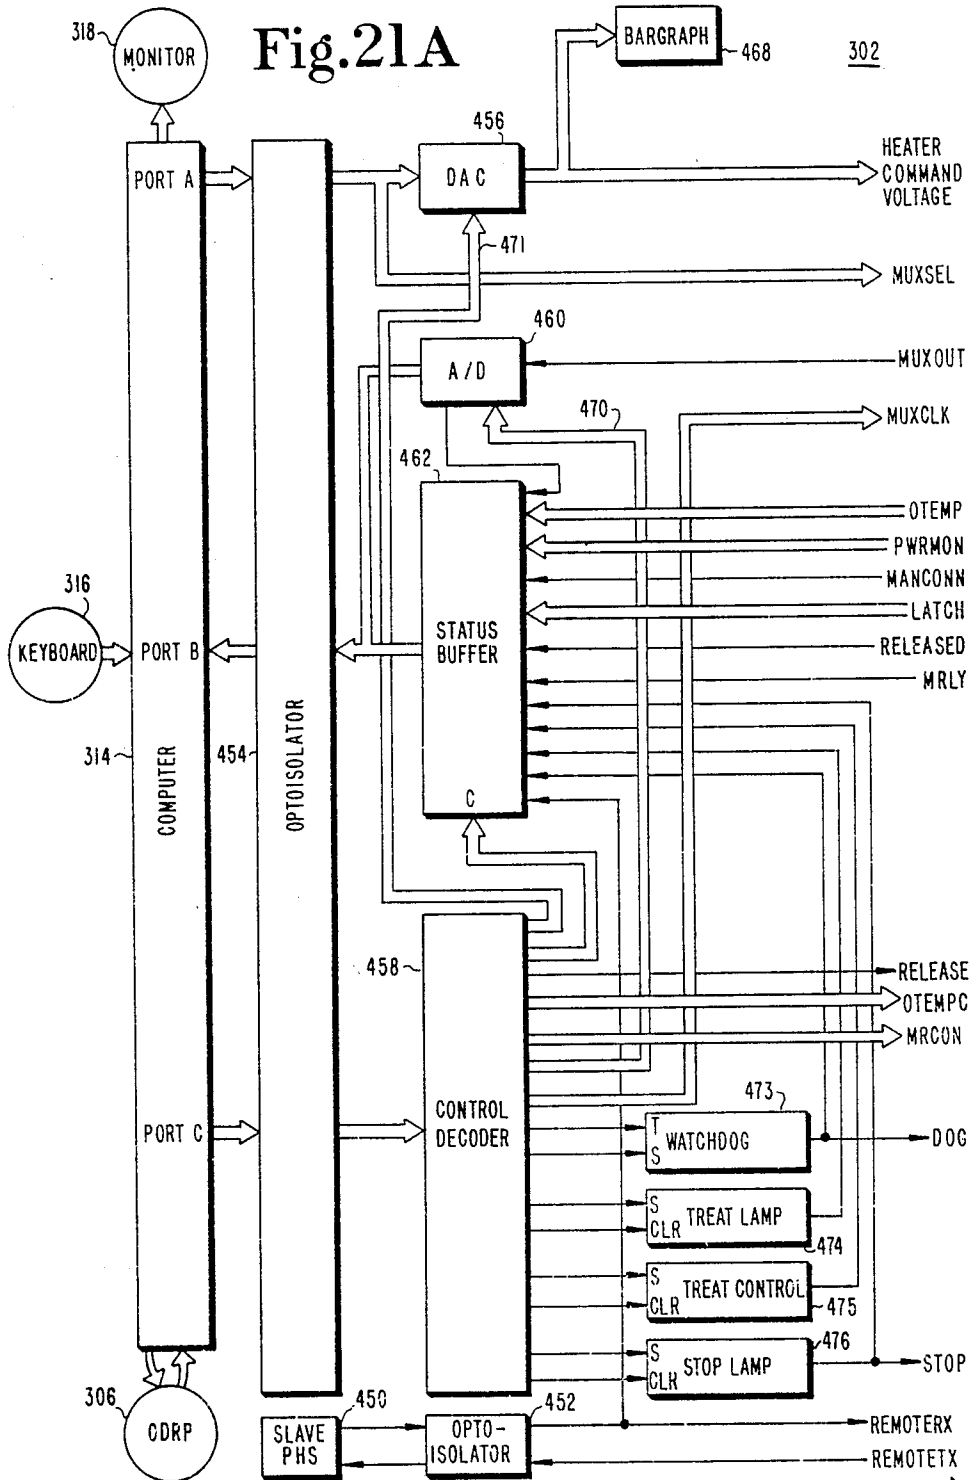 318
MONITOR
Fig.21A
BARGRAPH
468
302
456
PORT A
DAC
HEATER
COMMAND
VOLTAGE
471
MUXSEL
460
A/D
MUXOUT
470
MUXCLK
462
OTEMP
PWRMON
MANCONN
LATCH
316
KEYBOARD
PORT B
STATUS
BUFFER
RELEASED
MRLY
314
COMPUTER
454
OPTOISOLATOR
C
458
RELEASE
OTEMPC
MRCON
CONTROL
DECODER
PORT C
473
T
S
WATCHDOG
DOG
S
CLR
TREAT LAMP
474
S
CLR
TREAT CONTROL
475
476
S
CLR
STOP LAMP
STOP
306
CDRP
450
SLAVE
PHS
452
OPTO-
ISOLATOR
REMOTERX
REMOTETX